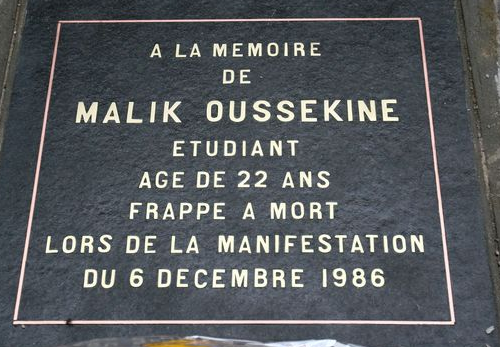 A LA MEMOIRE
DE
MALIK OUSSEKINE
ETUDIANT
AGE DE 22 ANS
FRAPPE A MORT
LORS DE LA MANIFESTATION
DU 6 DECEMBRE 1986